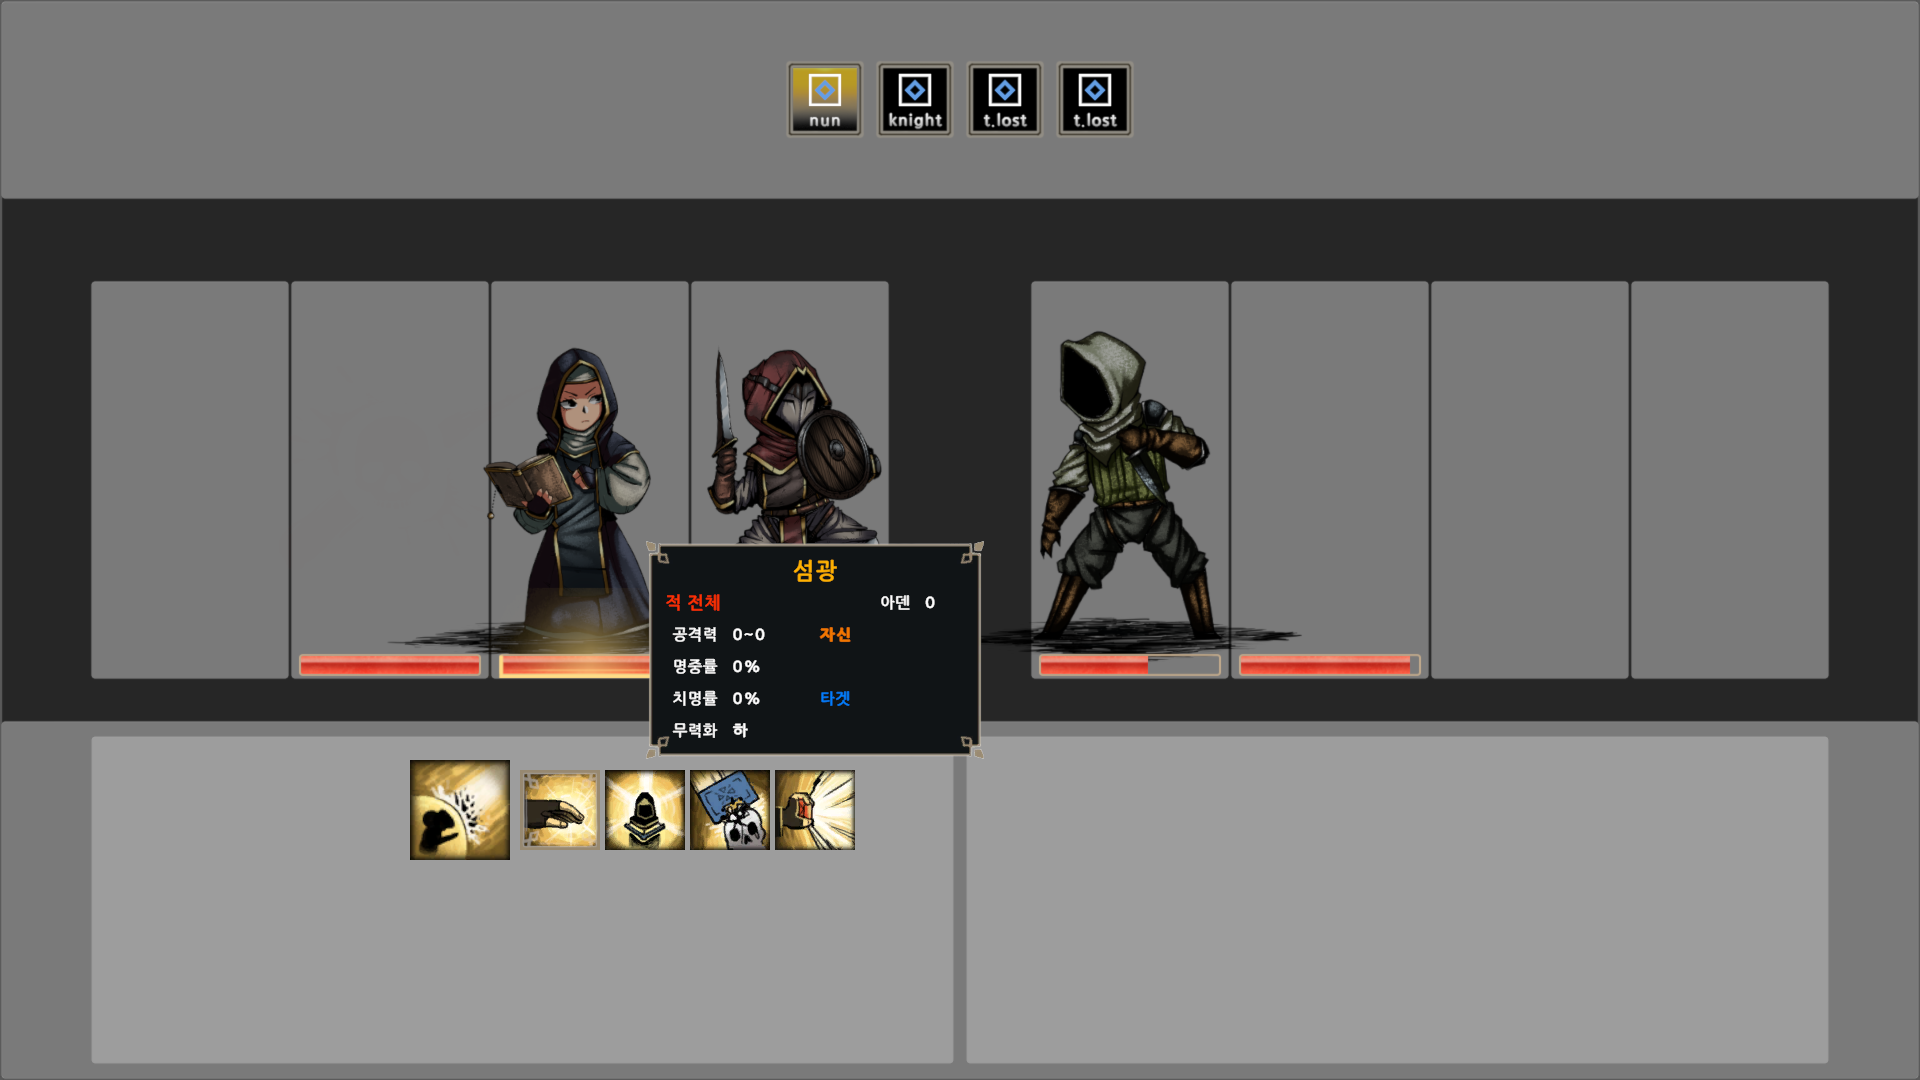 nun
knight
t.lost
t.lost
섬광
적 전체 아덴 0
공격력 0~0 자신
명중률 0%
치명률 0% 타겟
무력화 하